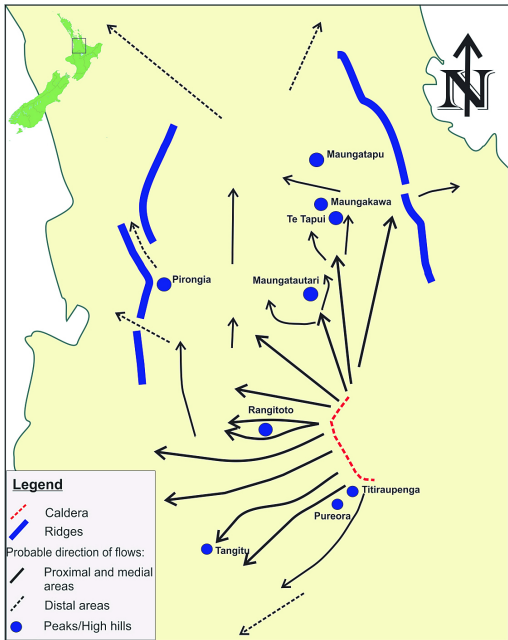 N
Maungatapu
Maungakawa
Te Tapui
Pirongia
Maungatautari
Rangitoto
Titiraupenga
Pureora
Tangitu
Legend
Caldera
Ridges
Probable direction of flows:
Proximal and medial
areas
Distal areas
Peaks/High hills